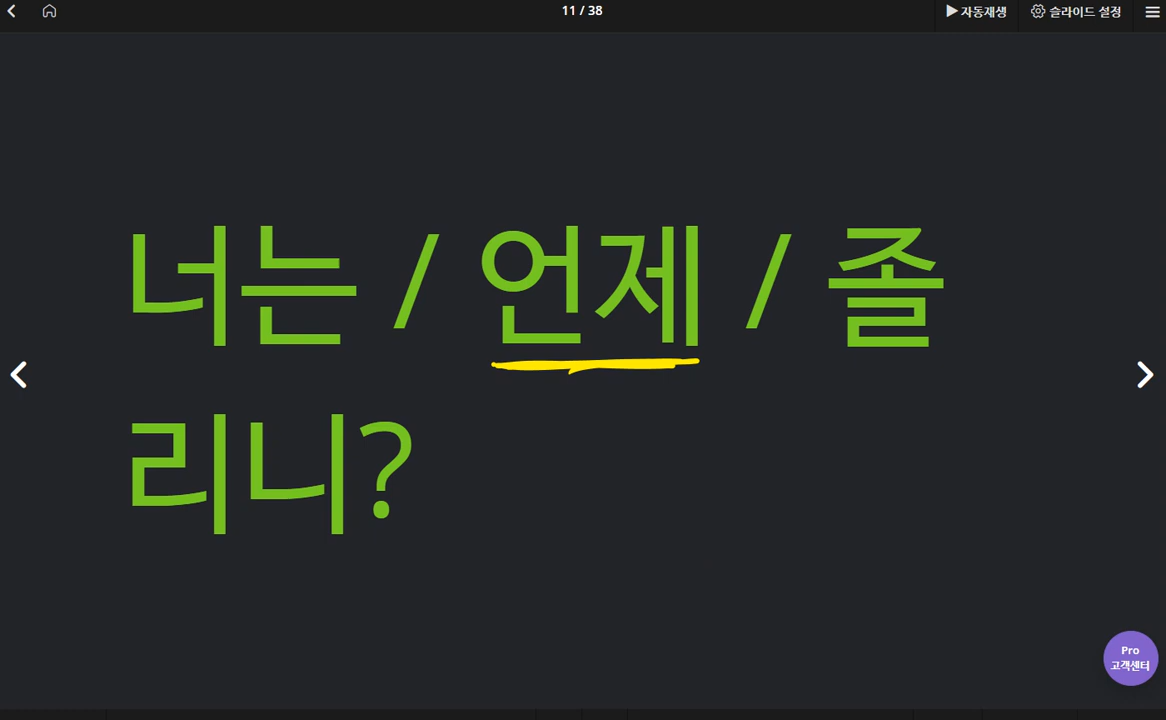 11 / 38
▶ 자동재생
슬라이드 설정
너는 / 언제 / 졸
리니?
Pro
고객센터